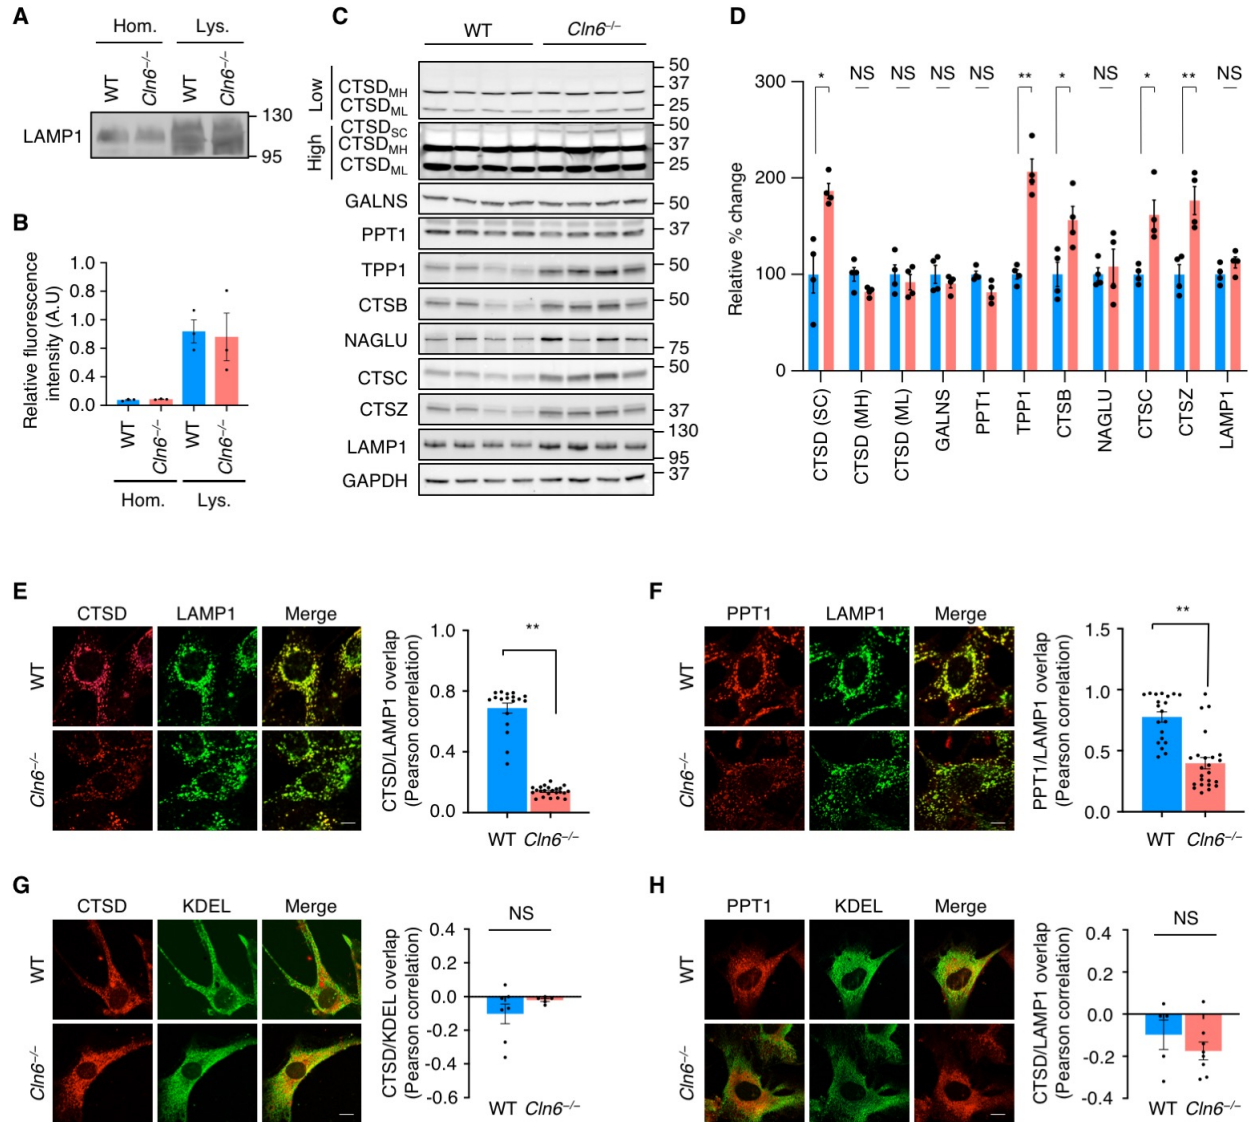 A
Hom.
Lys.
WT
Cln6–/–
WT
Cln6–/–
LAMP1
130
95
B
Relative fluorescence
intensity (A.U)
1.0
1.0
0.8
0.8
0.4
0.0
WT
Cln6–/–
WT
Cln6–/–
Hom.
Lys.
C
WT
Cln6–/–
Low
CTSDMH
CTSDML
50
37
25
High
CTSDSC
CTSDMH
CTSDML
50
37
25
GALNS
50
PPT1
37
TPP1
50
CTSB
50
NAGLU
75
CTSC
50
CTSZ
37
LAMP1
130
95
GAPDH
37
D
Relative % change
300
200
100
0
*
NS
NS
NS
NS
**
*
NS
*
**
NS
CTSD (SC)
CTSD (MH)
CTSD (ML)
GALNS
PPT1
TPP1
CTSB
NAGLU
CTSC
CTSZ
LAMP1
E
CTSD
LAMP1
Merge
WT
Cln6–/–
CTSD/LAMP1 overlap
(Pearson correlation)
1.0
0.8
0.4
0.0
**
WT
Cln6–/–
F
PPT1
LAMP1
Merge
WT
Cln6–/–
PPT1/LAMP1 overlap
(Pearson correlation)
1.5
1.0
0.5
0.0
**
WT
Cln6–/–
G
CTSD
KDEL
Merge
WT
Cln6–/–
CTSD/KDEL overlap
(Pearson correlation)
0.4
0.2
0.0
-0.2
-0.4
-0.6
NS
WT
Cln6–/–
H
PPT1
KDEL
Merge
WT
Cln6–/–
CTSD/LAMP1 overlap
(Pearson correlation)
0.4
0.2
0.0
-0.2
-0.4
NS
WT
Cln6–/–